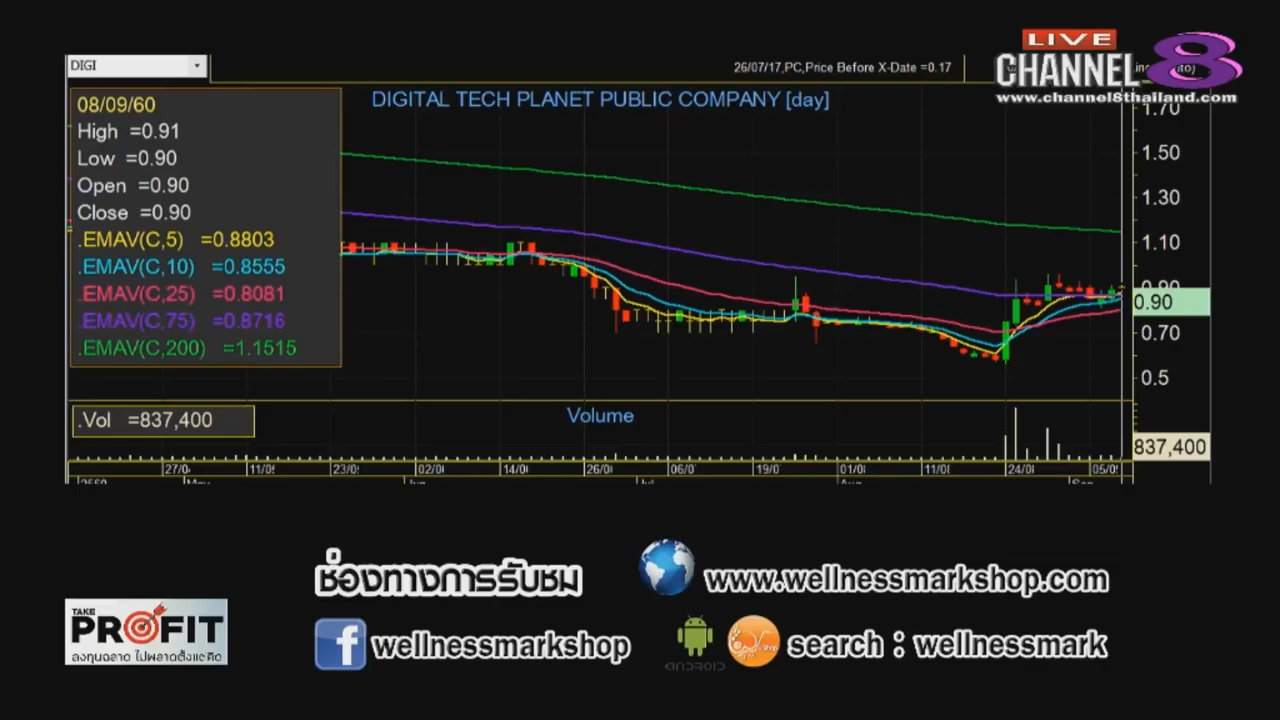 DIGI
26/07/17,PC,Price Before X-Date =0.17
LIVE
CHANNEL 8
www.channel8thailand.com
08/09/60
High =0.91
Low =0.90
Open =0.90
Close =0.90
.EMAV(C,5) =0.8803
.EMAV(C,10) =0.8555
.EMAV(C,25) =0.8081
.EMAV(C,75) =0.8716
.EMAV(C,200) =1.1515
DIGITAL TECH PLANET PUBLIC COMPANY [day]
1.70
1.50
1.30
1.10
0.90
0.90
0.70
0.5
.Vol =837,400
Volume
837,400
27/0 11/0 23/0 02/0 14/0 26/0 06/0 19/0 01/0 11/0 24/0 05/0
ช่องทางการรับชม
www.wellnessmarkshop.com
TAKE
PROFIT
ลงทุนฉลาด ไม่พลาดตั้งแต่คิด
f wellnessmarkshop
ANDROID
search : wellnessmark